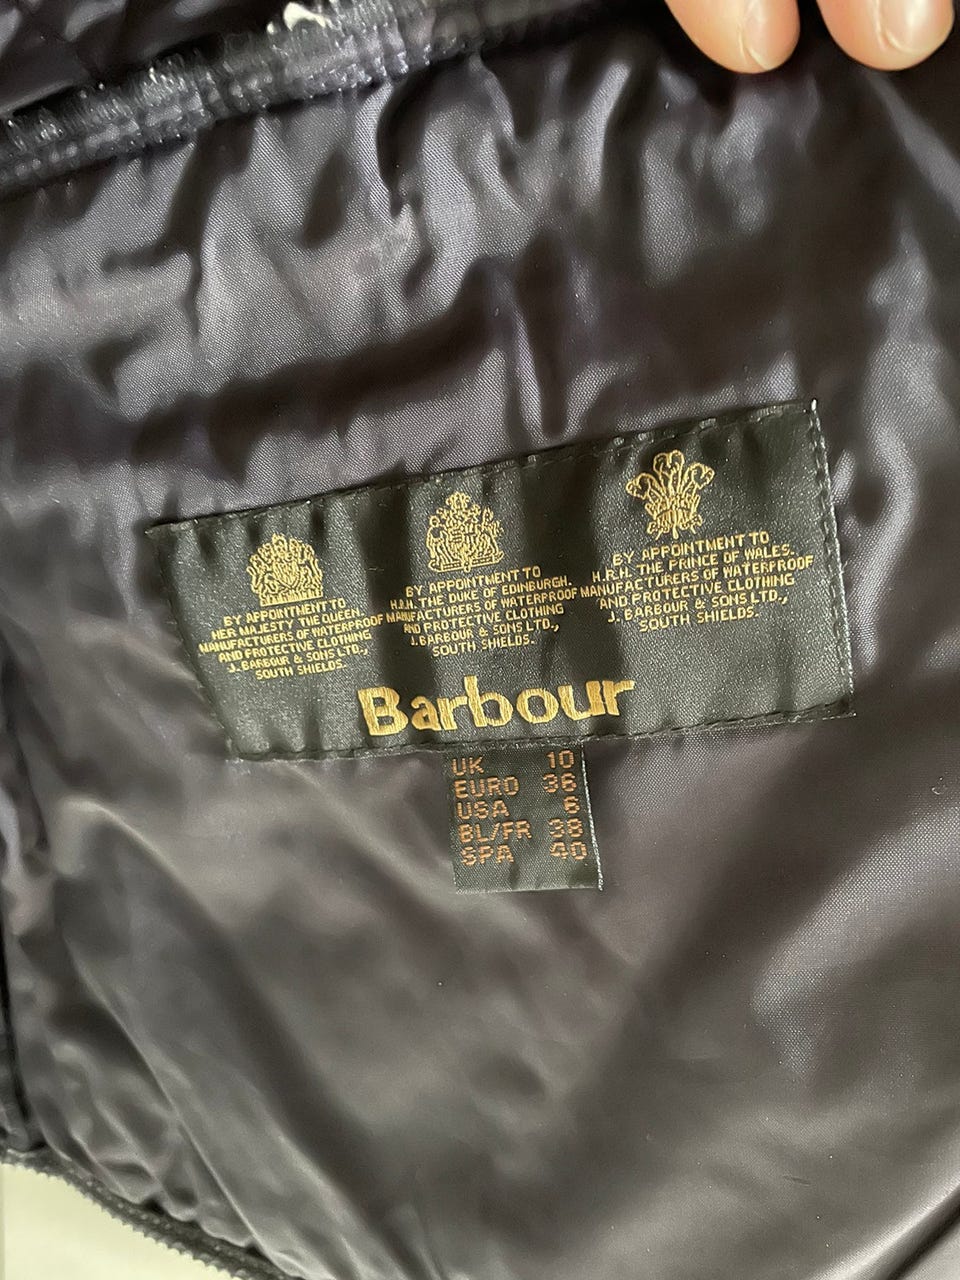 BY APPOINTMENT TO
HER MAJESTY THE QUEEN.
MANUFACTURERS OF WATERPROOF
AND PROTECTIVE CLOTHING
J. BARBOUR & SONS LTD.,
SOUTH SHIELDS.
BY APPOINTMENT TO
H.R.H. THE DUKE OF EDINBURGH.
MANUFACTURERS OF WATERPROOF
AND PROTECTIVE CLOTHING
J. BARBOUR & SONS LTD.,
SOUTH SHIELDS.
BY APPOINTMENT TO
H.R.H. THE PRINCE OF WALES.
MANUFACTURERS OF WATERPROOF
AND PROTECTIVE CLOTHING
J. BARBOUR & SONS LTD.,
SOUTH SHIELDS.
Barbour
UK 10
EURO 36
USA 6
BL/FR 38
SPA 40